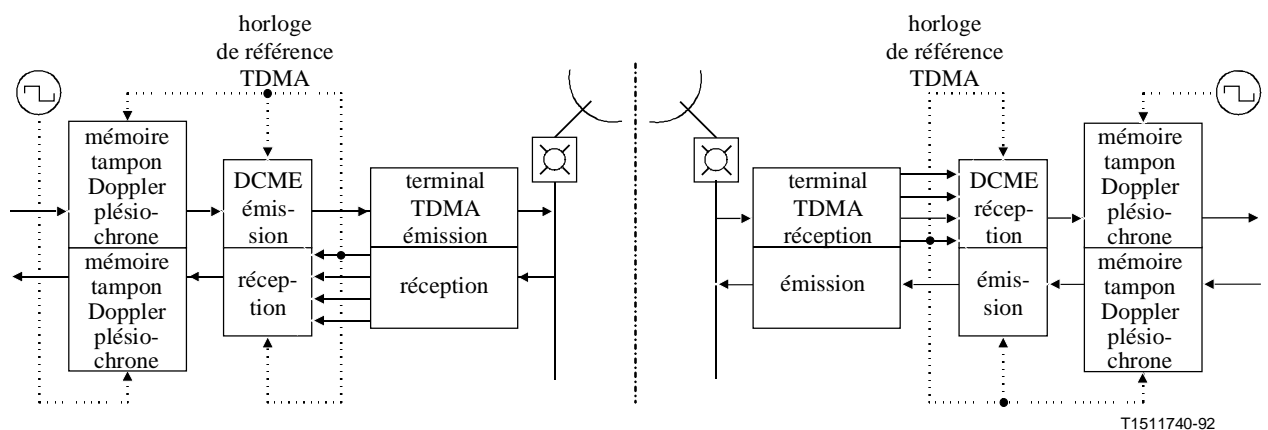 horloge
de référence
TDMA
horloge
de référence
TDMA
mémoire
tampon
Doppler
plésio-
chrone
DCME
émis-
sion
terminal
TDMA
émission
mémoire
tampon
Doppler
plésio-
chrone
récep-
tion
réception
terminal
TDMA
réception
DCME
récep-
tion
mémoire
tampon
Doppler
plésio-
chrone
émission
émis-
sion
mémoire
tampon
Doppler
plésio-
chrone
T1511740-92